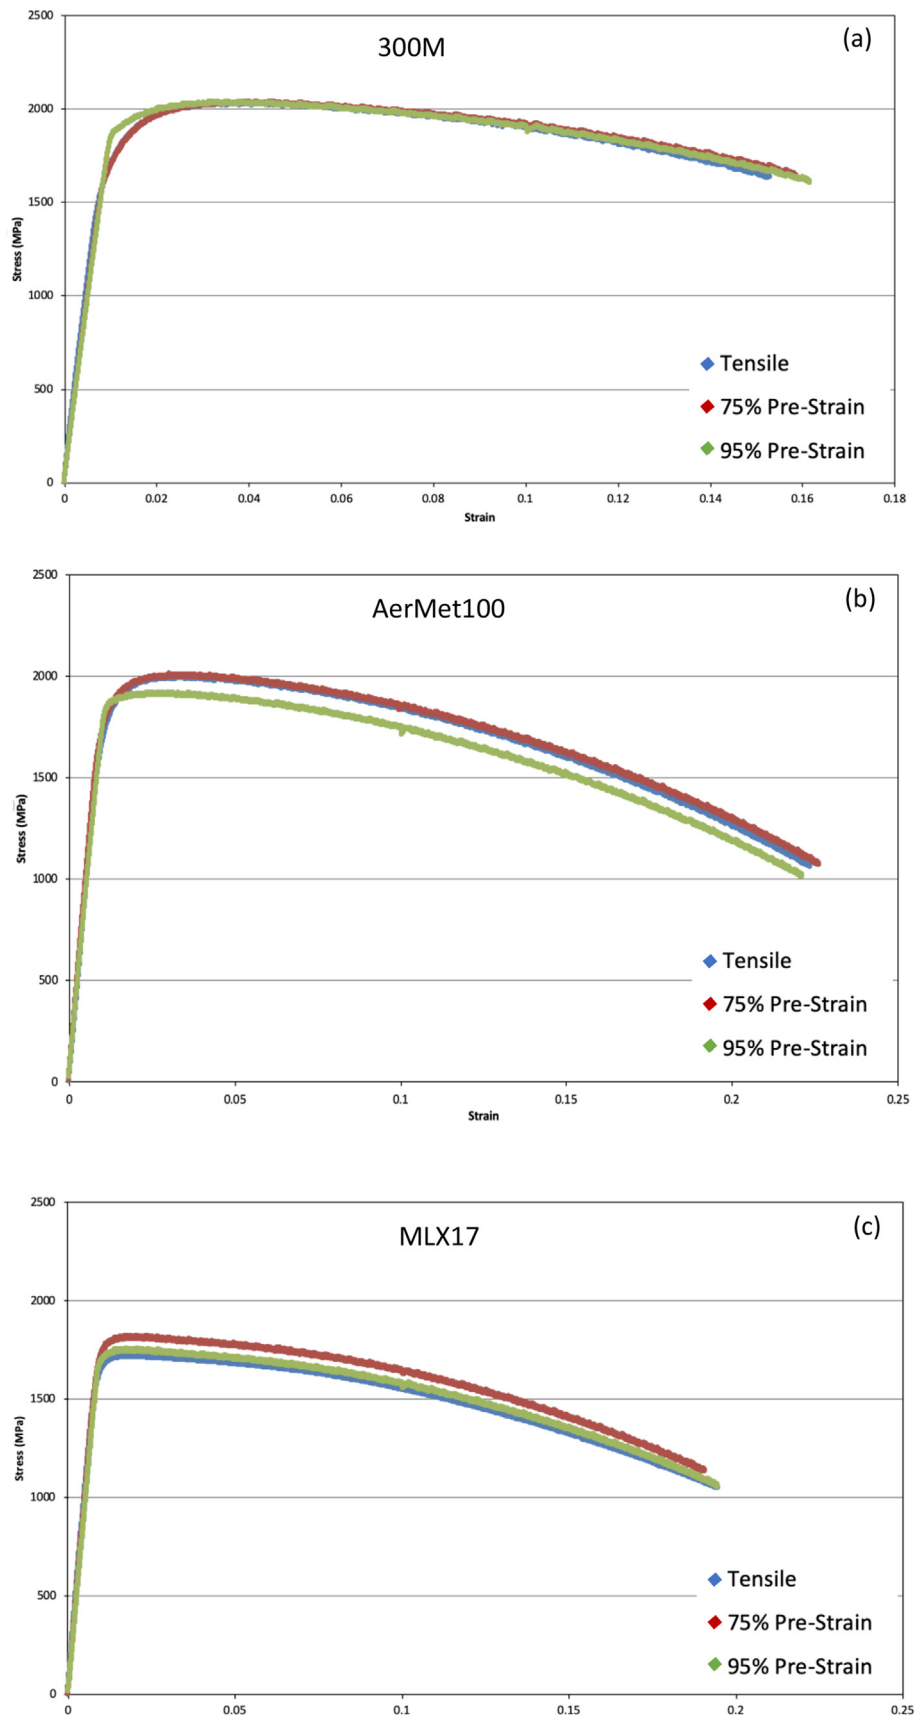 2500
300M
(a)
2000
1500
Stress (MPa)
1000
500
0
◆ Tensile
◆ 75% Pre-Strain
◆ 95% Pre-Strain
0 0.02 0.04 0.06 0.08 0.1 0.12 0.14 0.16 0.18
Strain
2500
AerMet100
(b)
2000
1500
Stress (MPa)
1000
500
0
◆ Tensile
◆ 75% Pre-Strain
◆ 95% Pre-Strain
0 0.05 0.1 0.15 0.2 0.25
Strain
2500
MLX17
(c)
2000
1500
Stress (MPa)
1000
500
0
◆ Tensile
◆ 75% Pre-Strain
◆ 95% Pre-Strain
0 0.05 0.1 0.15 0.2 0.25